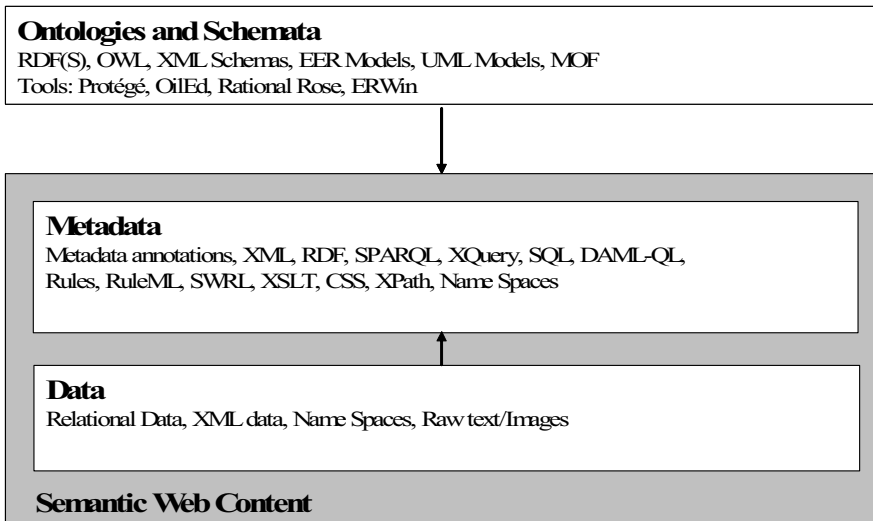 Ontologies and Schemata
RDF(S), OWL, XML Schemas, EER Models, UML Models, MOF
Tools: Protégé, OilEd, Rational Rose, ERWin
Metadata
Metadata annotations, XML, RDF, SPARQL, XQuery, SQL, DAML-QL,
Rules, RuleML, SWRL, XSLT, CSS, XPath, Name Spaces
Data
Relational Data, XML data, Name Spaces, Raw text/Images
Semantic Web Content